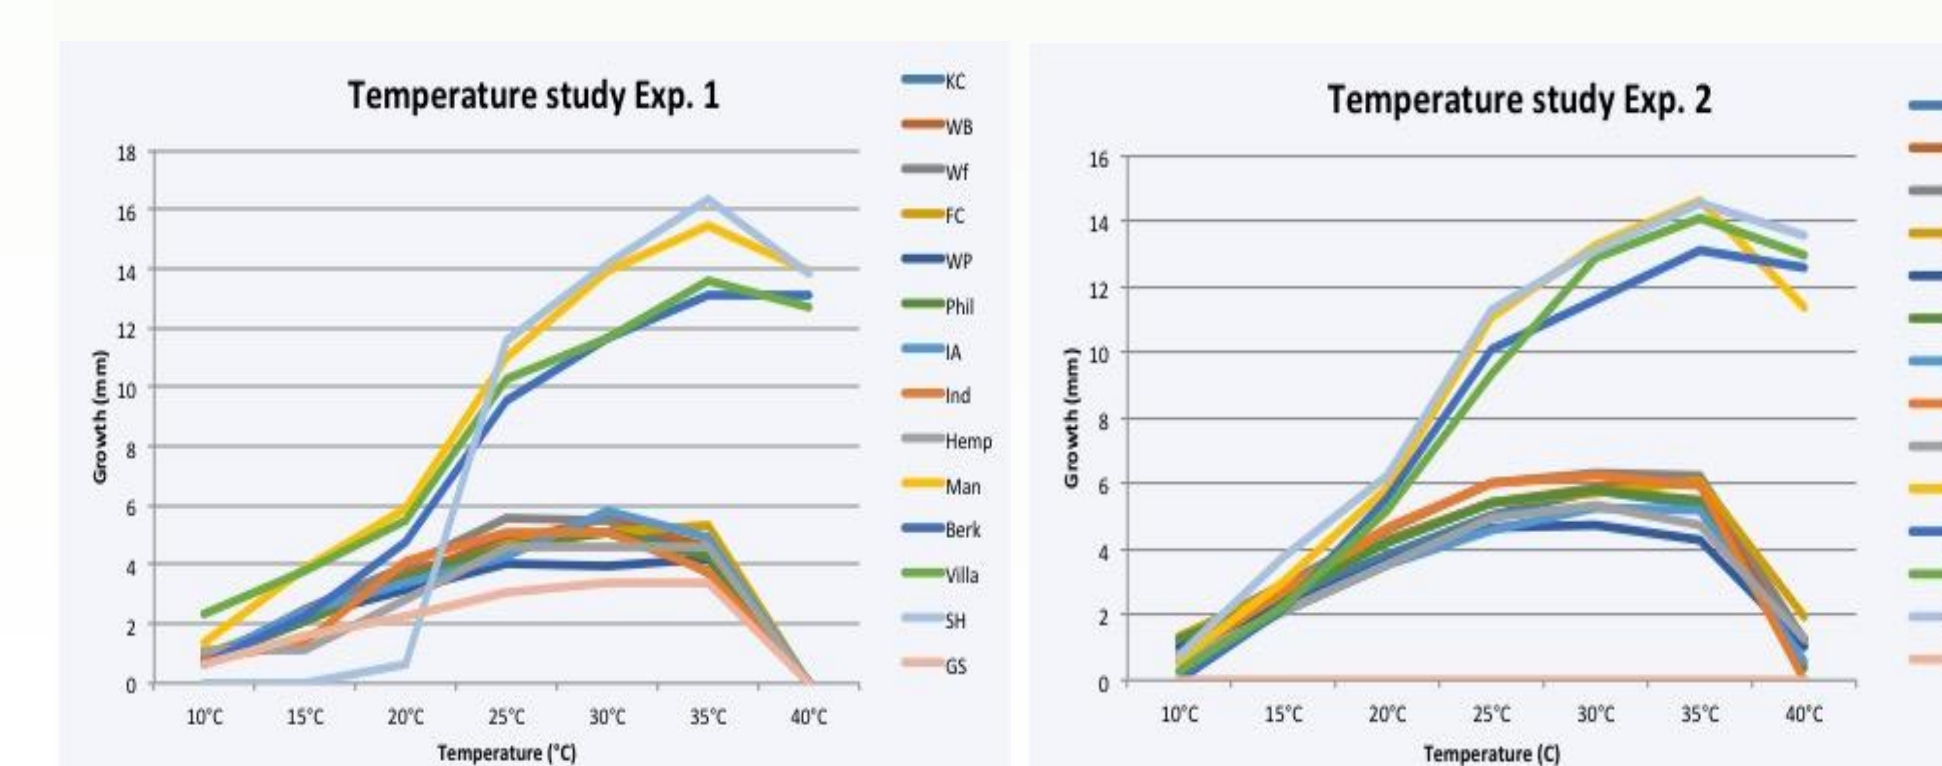 Temperature study Exp. 1
Growth (mm)
18
16
14
12
10
8
6
4
2
0
10°C 15°C 20°C 25°C 30°C 35°C 40°C
Temperature (°C)
KC
WB
Wf
FC
WP
Phil
IA
Ind
Hemp
Man
Berk
Villa
SH
GS
Temperature study Exp. 2
Growth (mm)
16
14
12
10
8
6
4
2
0
10°C 15°C 20°C 25°C 30°C 35°C 40°C
Temperature (C)